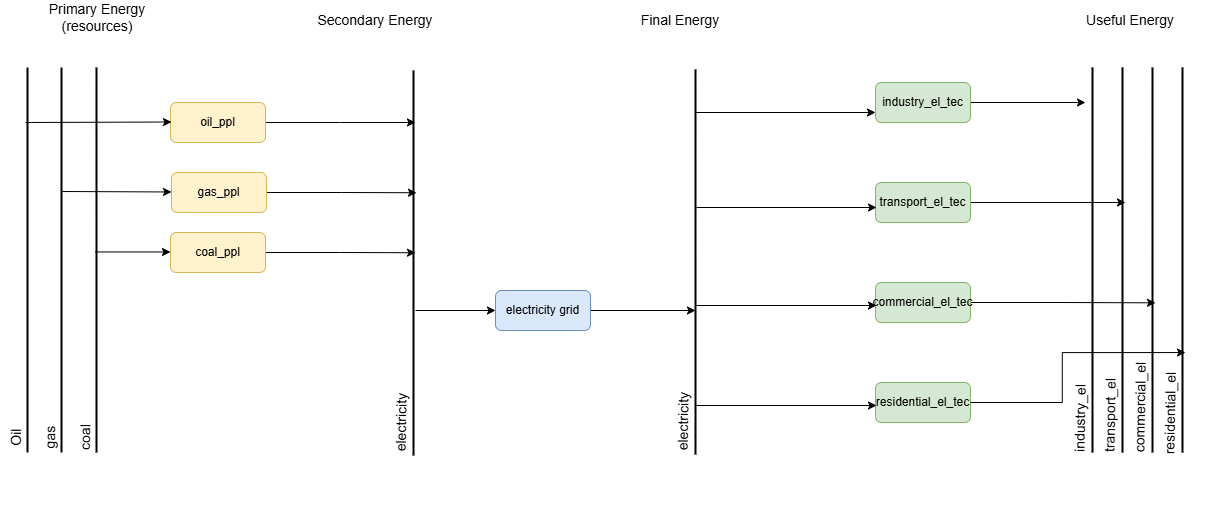 Primary Energy
(resources)
Secondary Energy
Final Energy
Useful Energy
oil_ppl
gas_ppl
coal_ppl
electricity grid
industry_el_tec
transport_el_tec
commercial_el_tec
residential_el_tec
Oil
gas
coal
electricity
electricity
industry_el
transport_el
commercial_el
residential_el